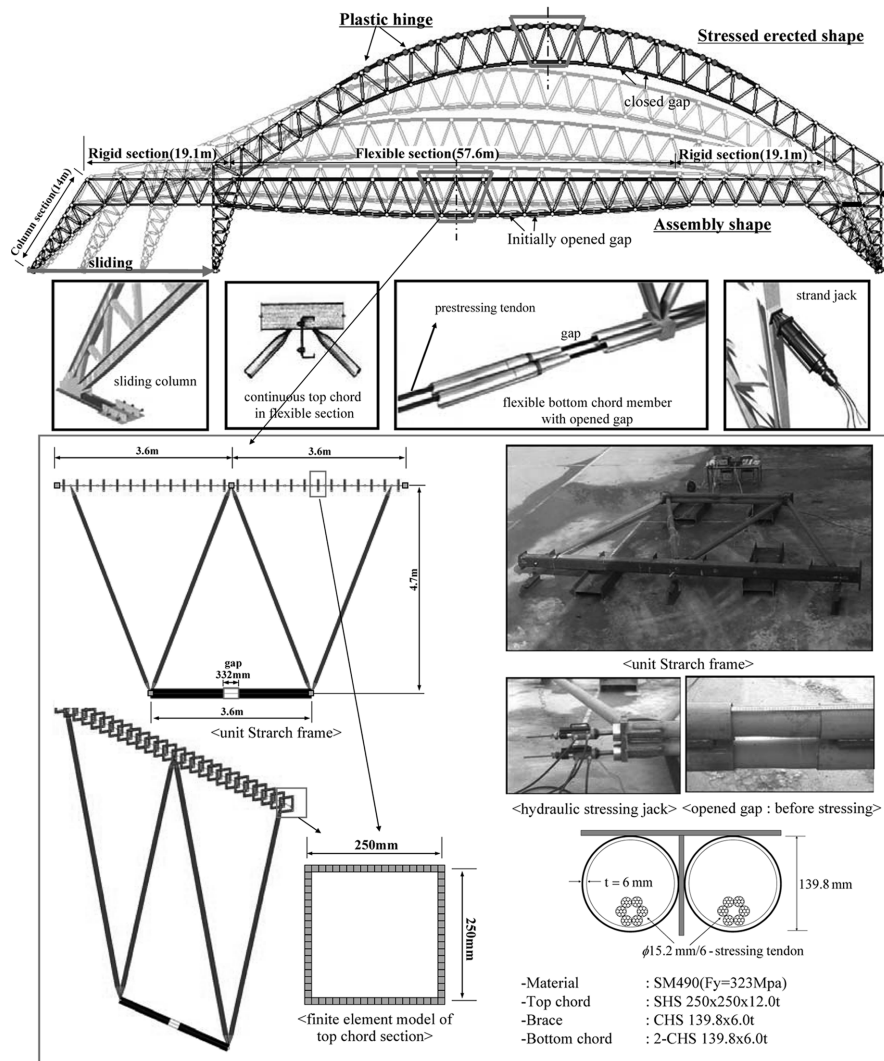 Plastic hinge
Stressed erected shape
closed gap
Rigid section(19.1m)
Flexible section(57.6m)
Rigid section(19.1m)
Column section(14m)
Assembly shape
Initially opened gap
sliding
sliding column
continuous top chord
in flexible section
prestressing tendon
gap
flexible bottom chord member
with opened gap
strand jack
3.6m
3.6m
4.7m
gap
332mm
3.6m
<unit Strarch frame>
<unit Strarch frame>
<hydraulic stressing jack>
<opened gap : before stressing>
250mm
250mm
<finite element model of
top chord section>
t = 6 mm
139.8 mm
ϕ15.2 mm/6 - stressing tendon
-Material : SM490(Fy=323Mpa)
-Top chord : SHS 250x250x12.0t
-Brace : CHS 139.8x6.0t
-Bottom chord : 2-CHS 139.8x6.0t